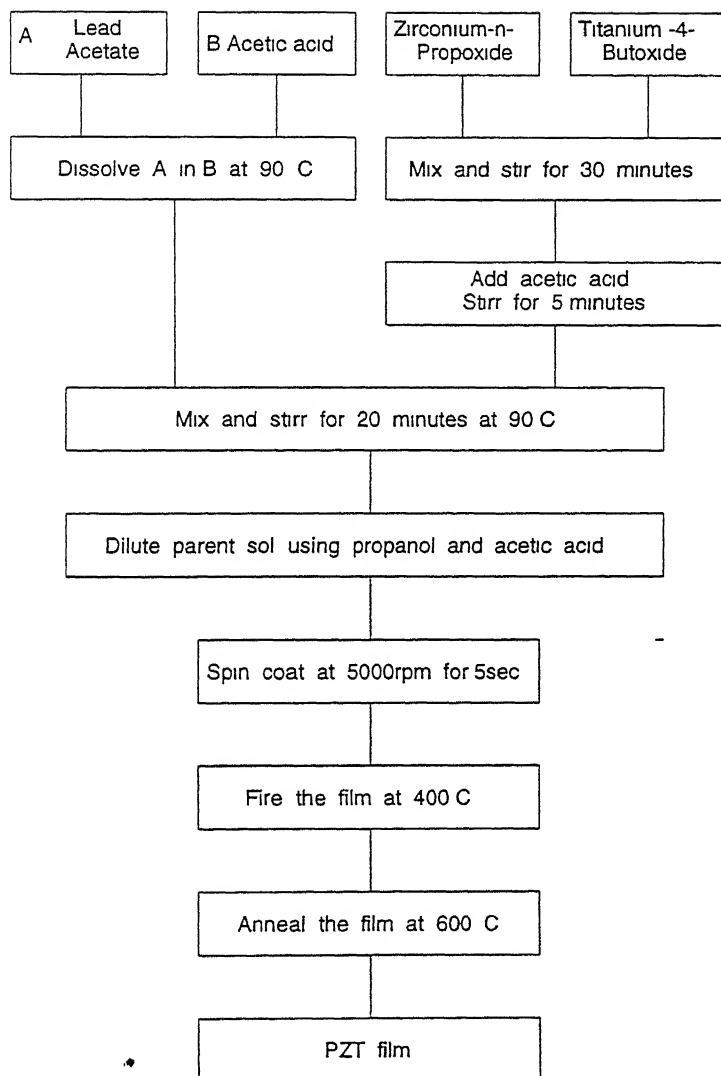 A Lead
Acetate
B Acetic acid
Zirconium-n-
Propoxide
Titanium -4-
Butoxide
Dissolve A in B at 90 C
Mix and stir for 30 minutes
Add acetic acid
Stirr for 5 minutes
Mix and stirr for 20 minutes at 90 C
Dilute parent sol using propanol and acetic acid
Spin coat at 5000rpm for 5sec
Fire the film at 400 C
Anneal the film at 600 C
PZT film